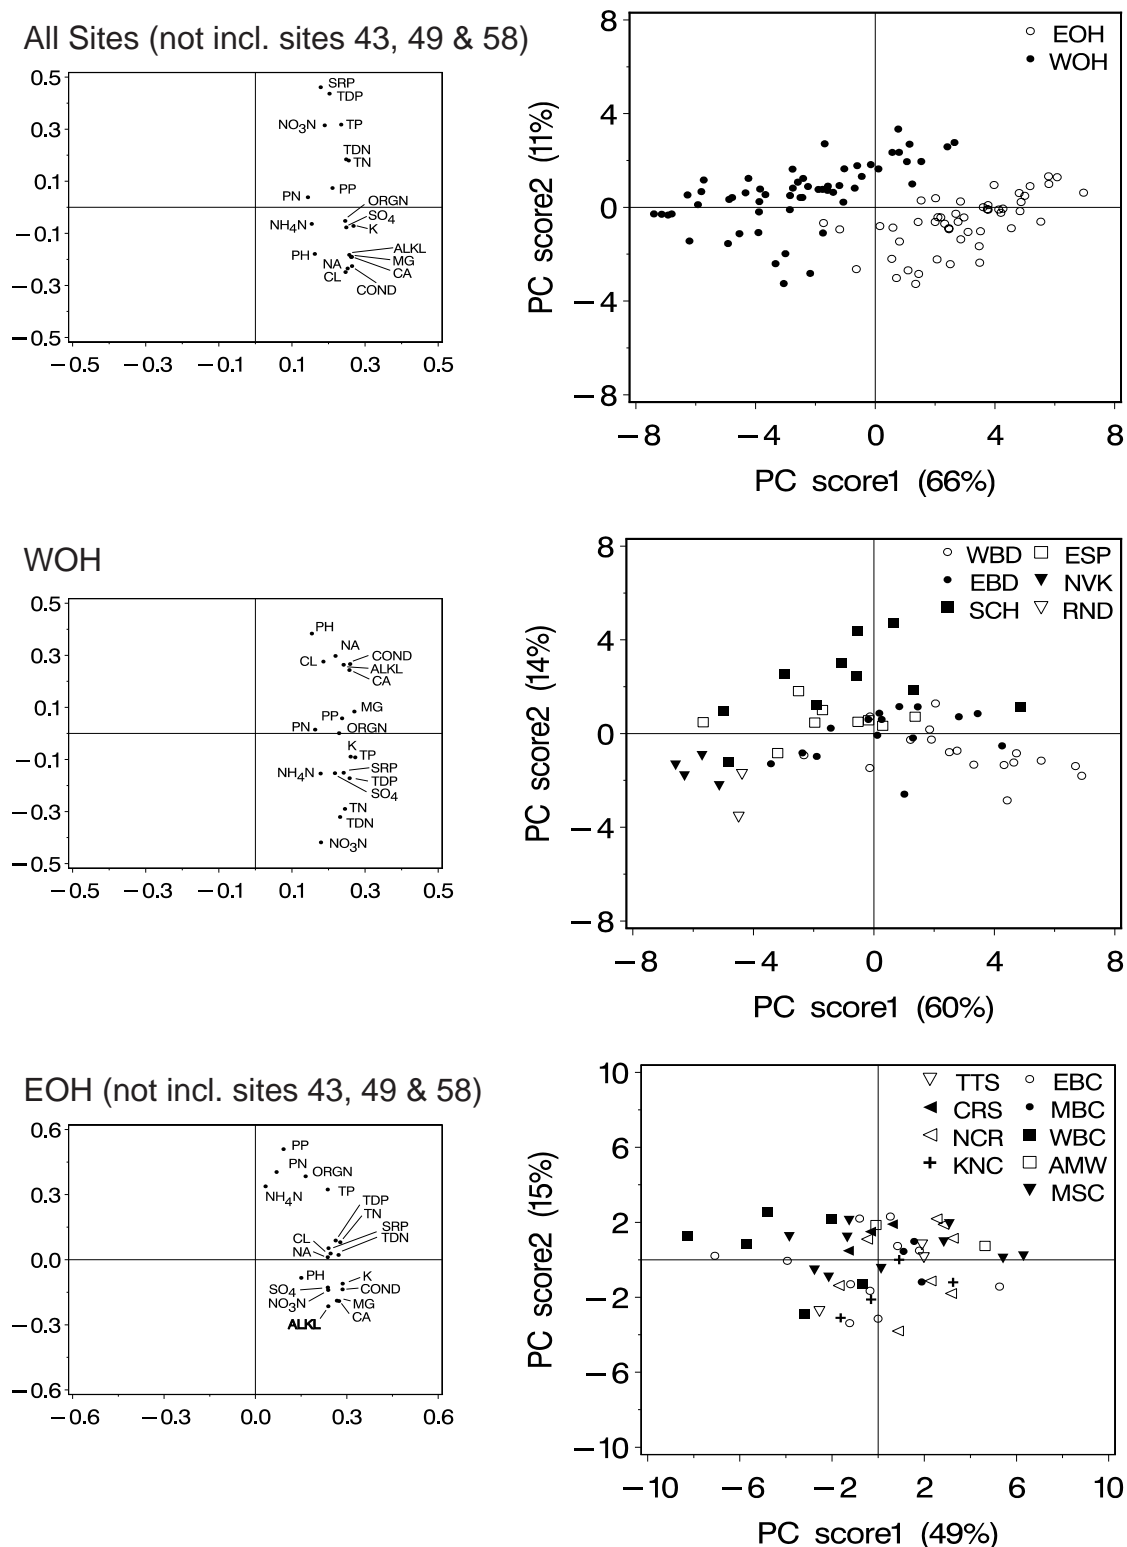 All Sites (not incl. sites 43, 49 & 58)
0.5
0.3
0.1
−0.1
−0.3
−0.5
SRP
TDP
NO3N
TP
TDN
TN
PP
PN
ORGN
SO4
NH4N
K
PH
ALKL
NA
MG
CL
CA
COND
−0.5 −0.3 −0.1 0.1 0.3 0.5
8
4
0
−4
−8
PC score2 (11%)
EOH
WOH
−8 −4 0 4 8
PC score1 (66%)
WOH
0.5
0.3
0.1
−0.1
−0.3
−0.5
PH
NA
CL
COND
ALKL
CA
MG
PP
PN
ORGN
K
TP
NH4N
SRP
TDP
SO4
TN
TDN
NO3N
−0.5 −0.3 −0.1 0.1 0.3 0.5
8
4
0
−4
−8
PC score2 (14%)
WBD ESP
EBD NVK
SCH RND
−8 −4 0 4 8
PC score1 (60%)
EOH (not incl. sites 43, 49 & 58)
0.6
0.3
0.0
−0.3
−0.6
PP
PN
ORGN
NH4N
TP
TDP
TN
CL
SRP
NA
TDN
PH
K
SO4
COND
NO3N
MG
ALKL
CA
−0.6 −0.3 0.0 0.3 0.6
10
6
2
−2
−6
−10
PC score2 (15%)
TTS EBC
CRS MBC
NCR WBC
KNC AMW
MSC
−10 −6 −2 2 6 10
PC score1 (49%)